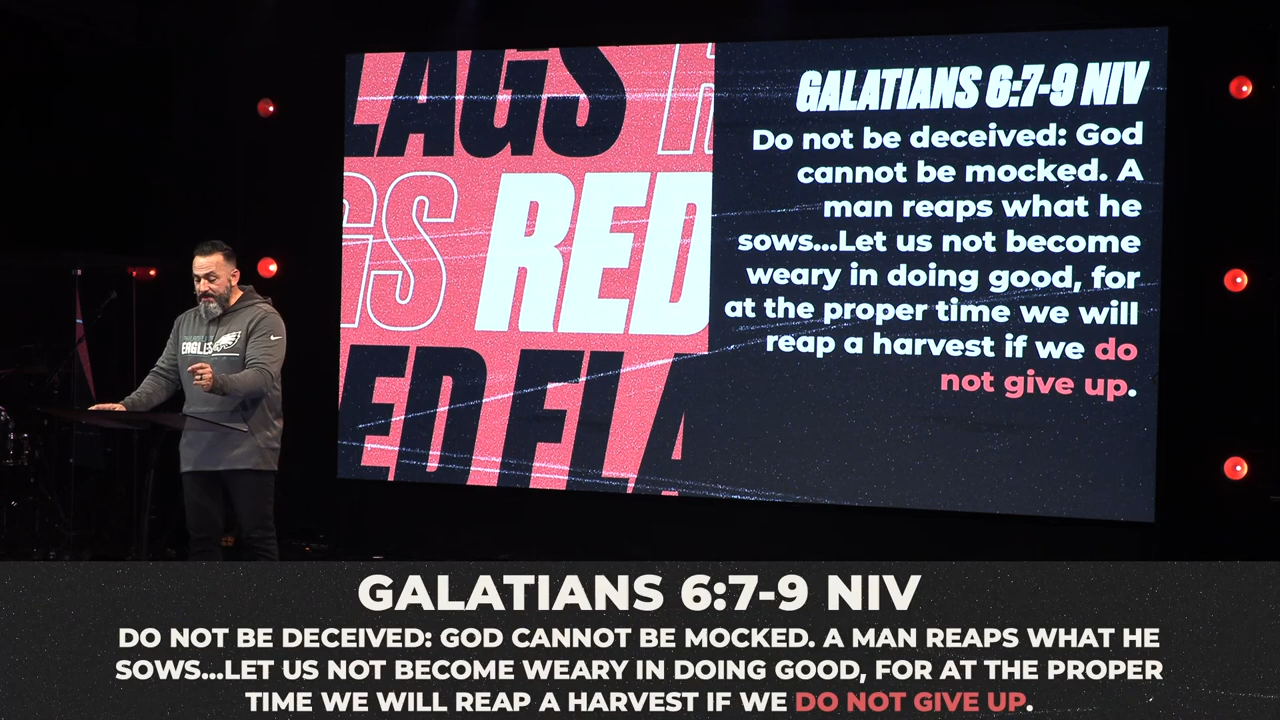 LAGS R
GS RED
ED FLA
GALATIANS 6:7-9 NIV
Do not be deceived: God
cannot be mocked. A
man reaps what he
sows...Let us not become
weary in doing good, for
at the proper time we will
reap a harvest if we do
not give up.
EAGLES
GALATIANS 6:7-9 NIV
DO NOT BE DECEIVED: GOD CANNOT BE MOCKED. A MAN REAPS WHAT HE
SOWS...LET US NOT BECOME WEARY IN DOING GOOD, FOR AT THE PROPER
TIME WE WILL REAP A HARVEST IF WE DO NOT GIVE UP.